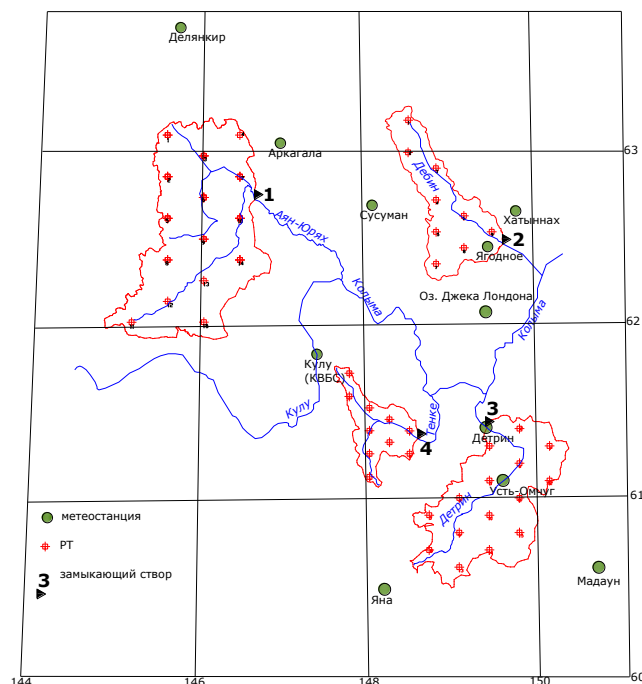 Делянкир
63
Аркагала
1
Дебин
Сусуман
Хатыннах
Аян-Юрях
2
Ягодное
Колыма
Оз. Джека Лондона
Колыма
62
Кулу
(КВБС)
Кулу
Тенке
3
4
Детрин
61
Усть-Омчуг
Детрин
метеостанция
РТ
замыкающий створ
3
Яна
Мадаун
144
146
148
150
60